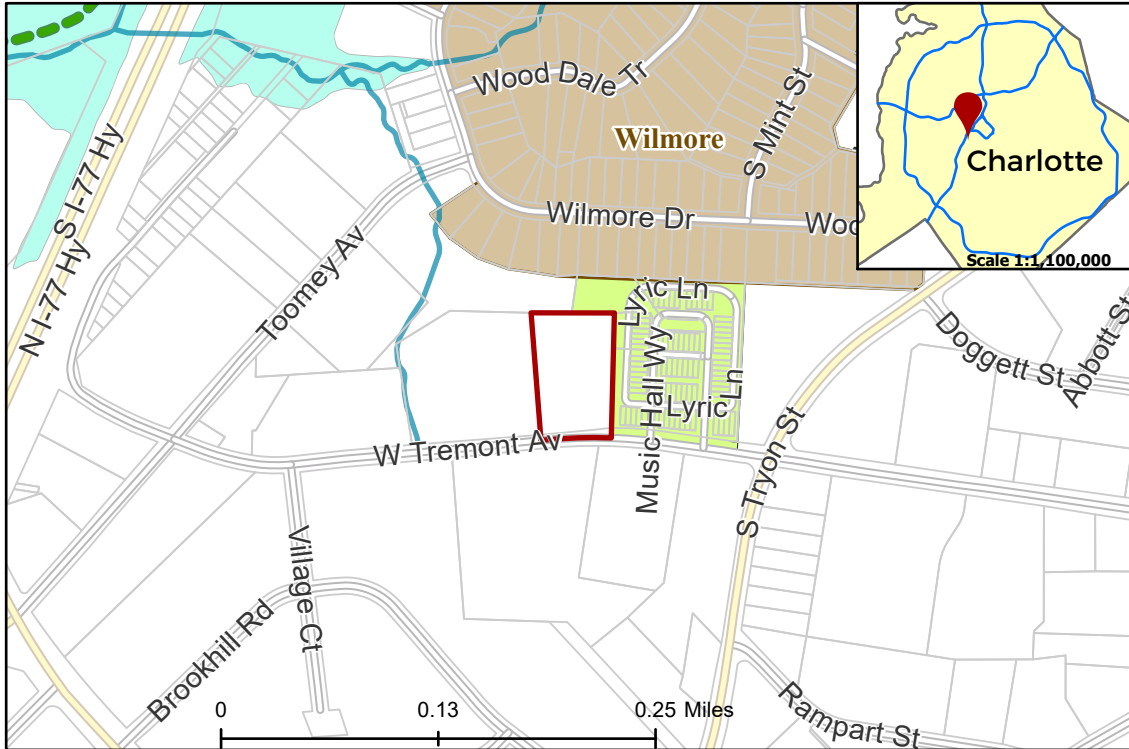 Wood Dale Tr
S Mint St
Wilmore
Charlotte
Scale 1:1,100,000
S I-77 Hy
N I-77 Hy
Toomey Av
Wilmore Dr
Lyric Ln
Music Hall Wy
Lyric Ln
Doggett St
Abbott St
W Tremont Av
S Tryon St
Village Ct
Brookhill Rd
Rampart St
0 0.13 0.25 Miles